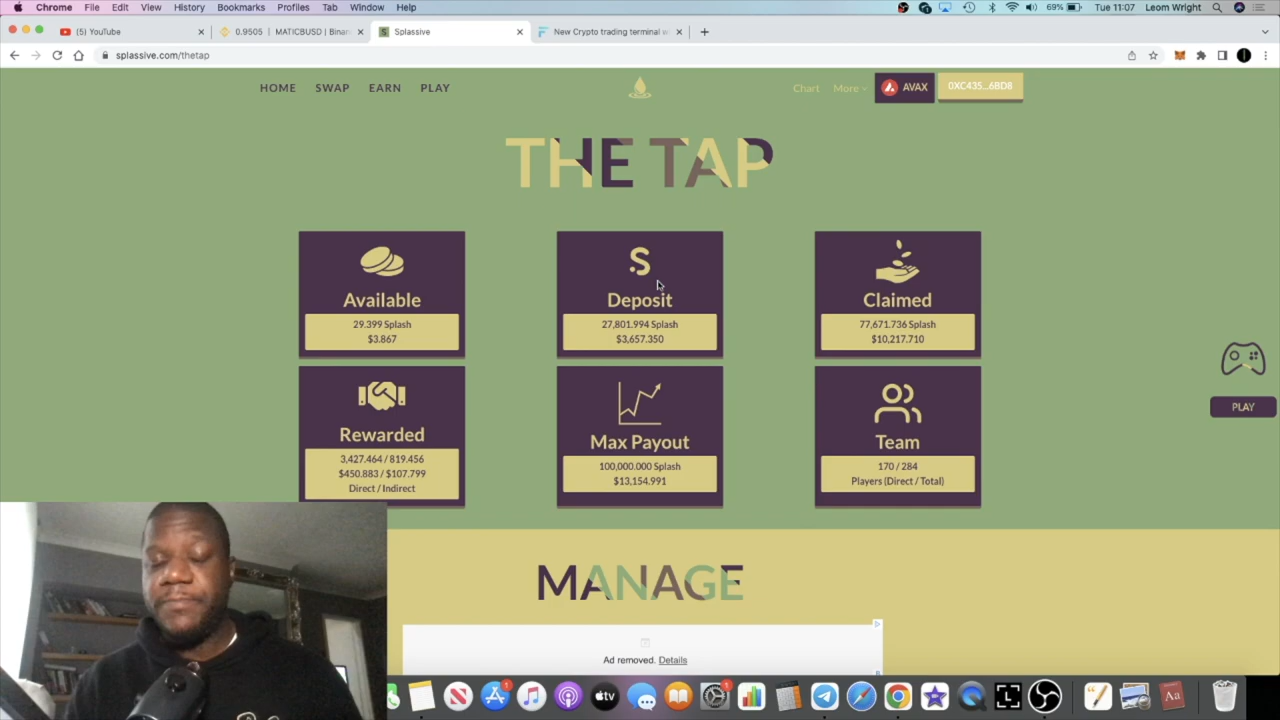 Chrome File Edit View History Bookmarks Profiles Tab Window Help 69% Tue 11:07 Leom Wright
(5) YouTube 0.9505 | MATICBUSD | Binan Splassive New Crypto trading terminal w
splassive.com/thetap
HOME SWAP EARN PLAY Chart More AVAX 0XC435...6BD8
THE TAP
Available
29.399 Splash
$3.867
Deposit
27,801.994 Splash
$3,657.350
Claimed
77,671.736 Splash
$10,217.710
Rewarded
3,427.464 / 819.456
$450.883 / $107.799
Direct / Indirect
Max Payout
100,000.000 Splash
$13,154.991
Team
170 / 284
Players (Direct / Total)
PLAY
MANAGE
Ad removed. Details
tv
Aa